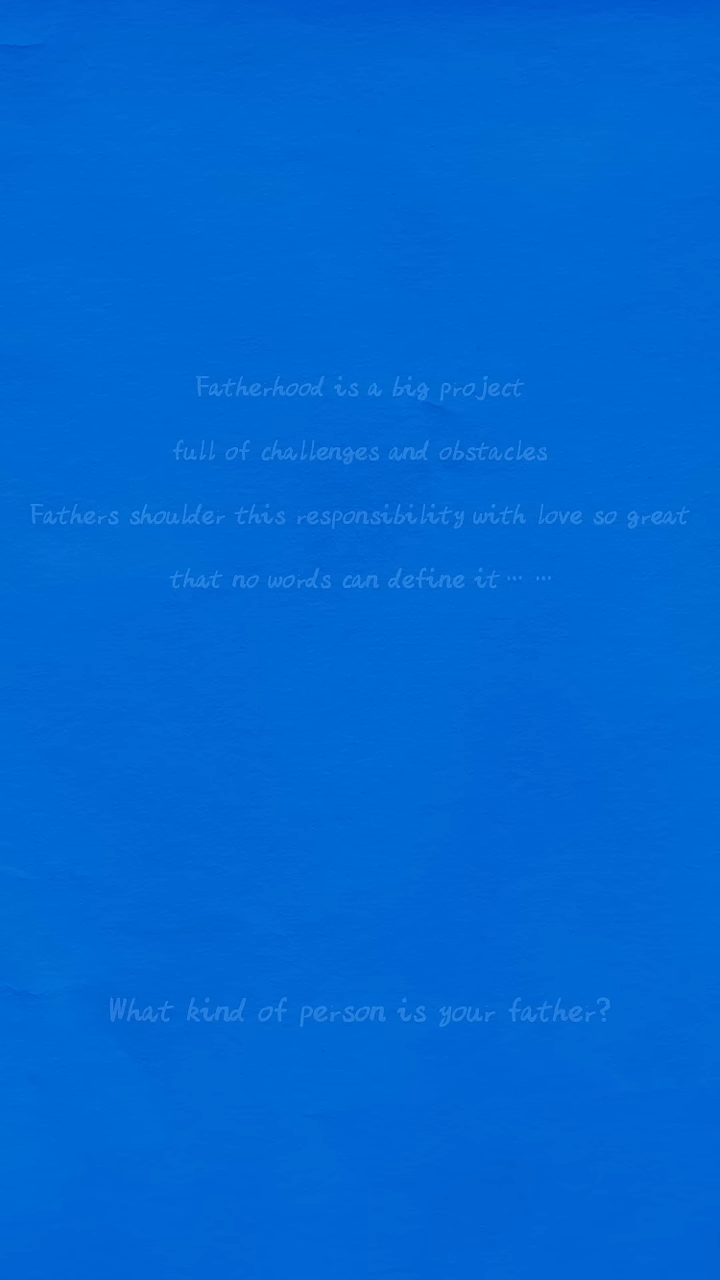 Fatherhood is a big project
full of challenges and obstacles
Fathers shoulder this responsibility with love so great
that no words can define it ... ...
What kind of person is your father?